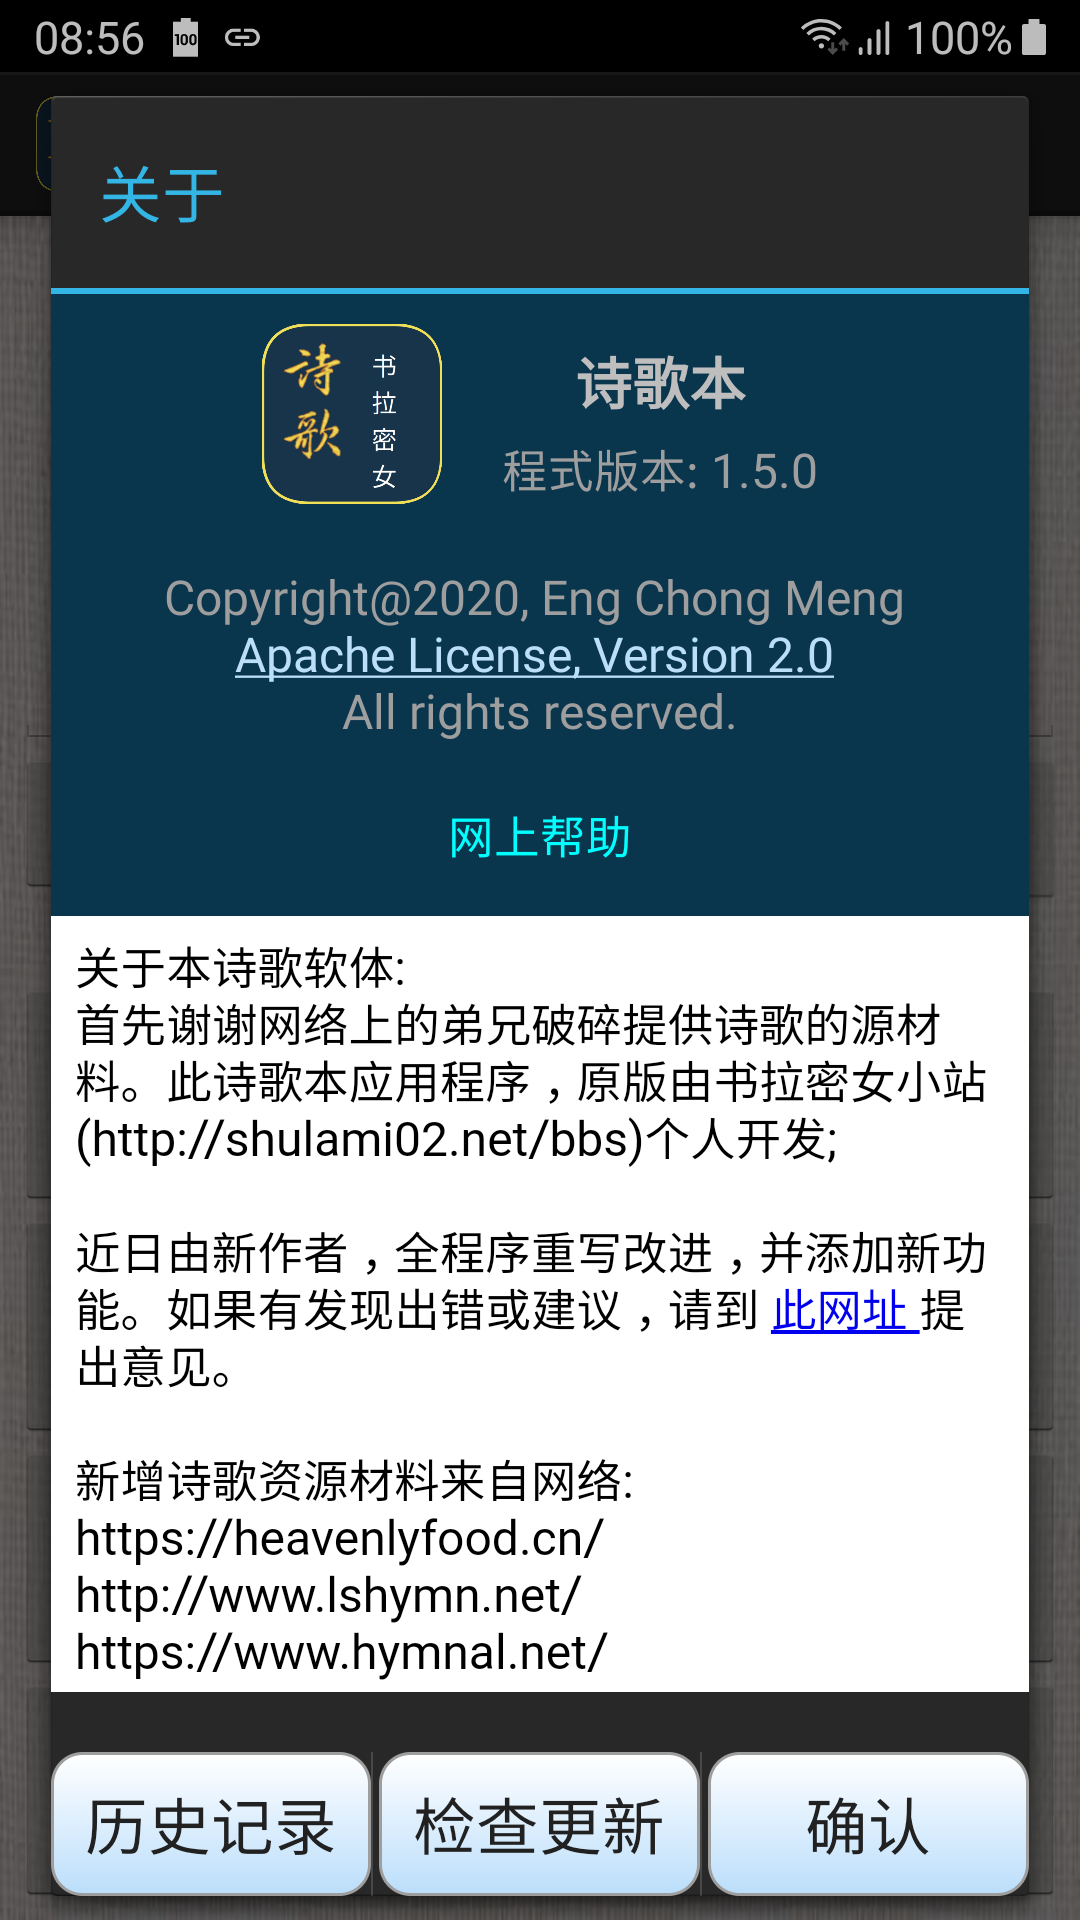 08:56
100
100%
关于
诗歌
书拉密女
诗歌本
程式版本: 1.5.0
Copyright@2020, Eng Chong Meng
Apache License, Version 2.0
All rights reserved.
网上帮助
关于本诗歌软体:
首先谢谢网络上的弟兄破碎提供诗歌的源材
料。此诗歌本应用程序，原版由书拉密女小站
(http://shulami02.net/bbs)个人开发;
近日由新作者，全程序重写改进，并添加新功
能。如果有发现出错或建议，请到 此网址 提
出意见。
新增诗歌资源材料来自网络:
https://heavenlyfood.cn/
http://www.lshymn.net/
https://www.hymnal.net/
历史记录
检查更新
确认